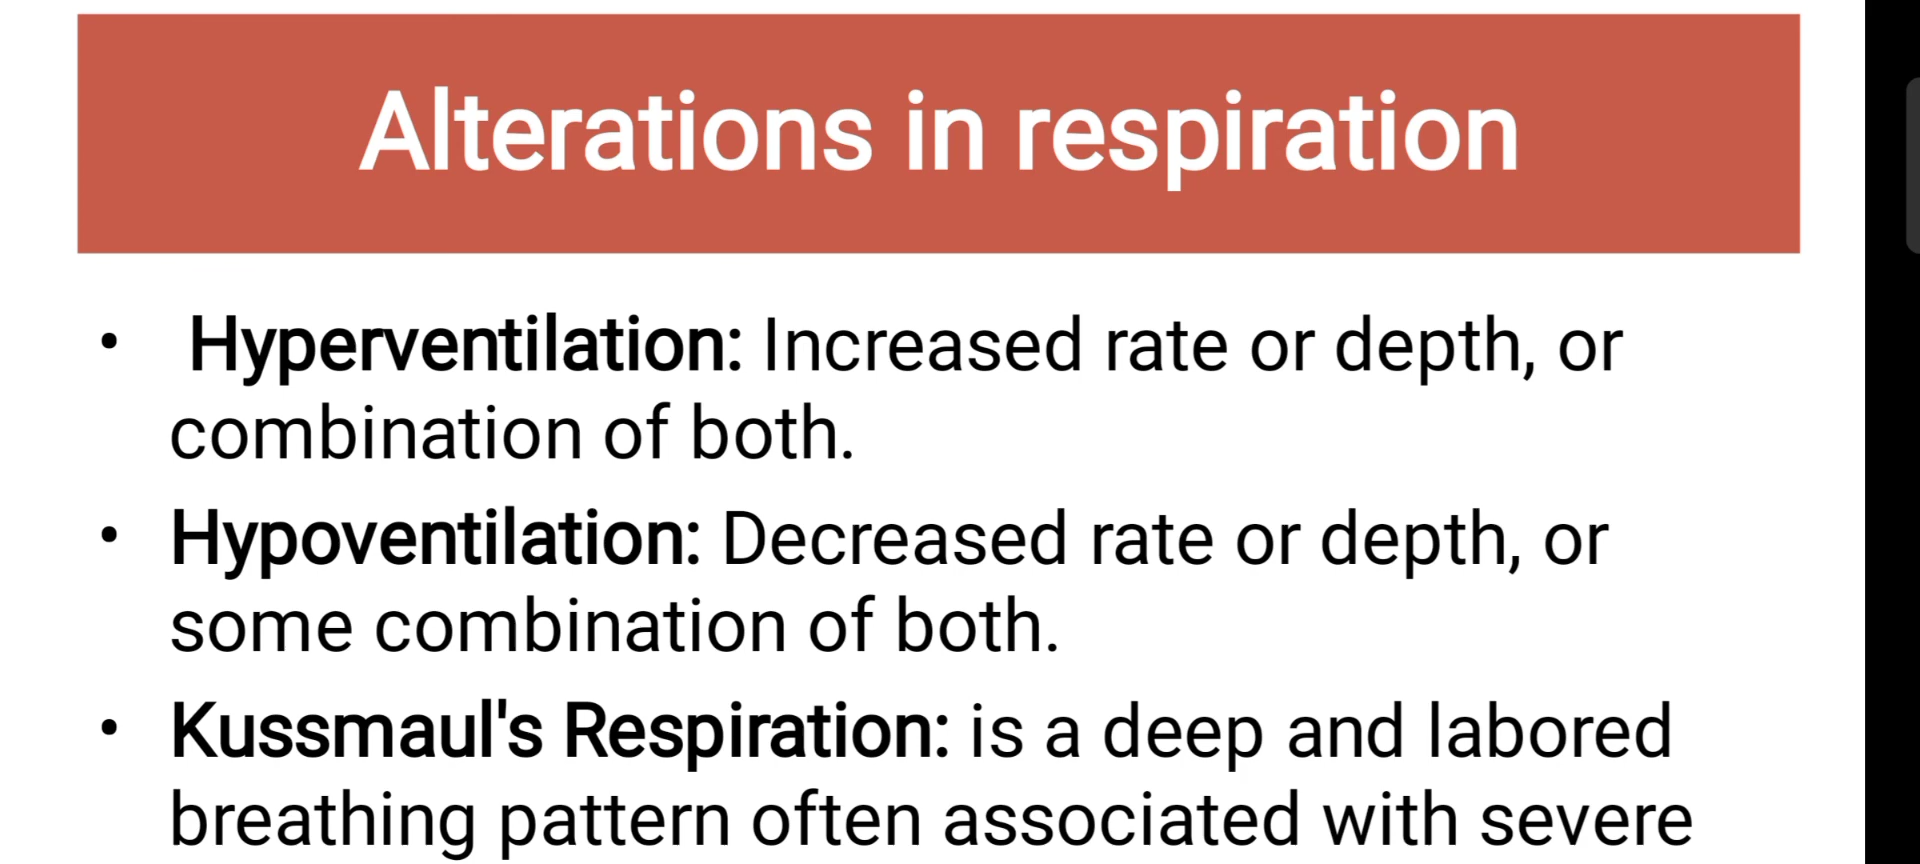 Alterations in respiration
• Hyperventilation: Increased rate or depth, or
combination of both.
• Hypoventilation: Decreased rate or depth, or
some combination of both.
• Kussmaul's Respiration: is a deep and labored
breathing pattern often associated with severe